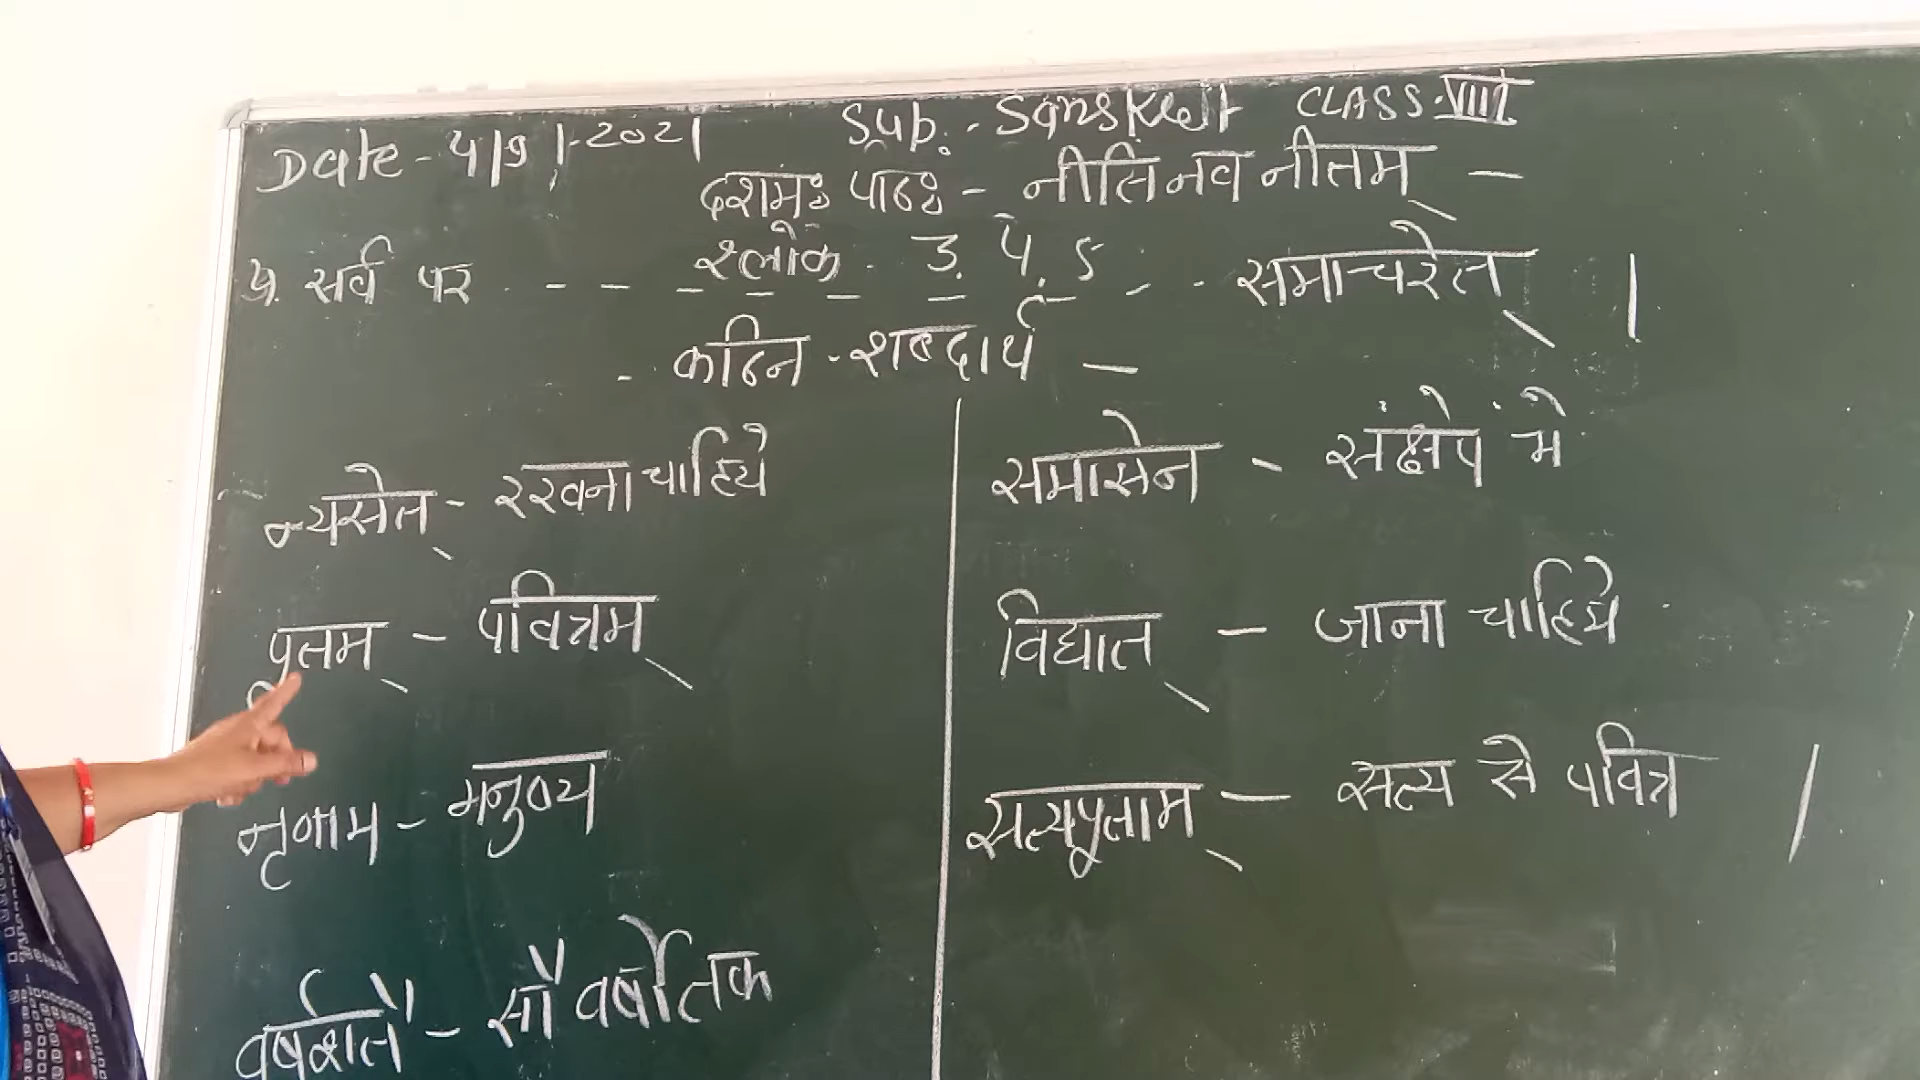 Date - 4/9/-2021
Sub. - Sanskrit CLASS-VIII
दशमः पाठः - नीतिनवनीतम् -
श्लोक - 3. 4. 5
4. सर्व पर - - - - - - - - - समाचरेत् |
- कठिन - शब्दार्थ -
न्यसेत् - रखना चाहिये
पूतम् - पवित्रम्
नृणाम - मनुष्य
वर्षशतैः - सौ वर्षो तक
समासेन - संक्षेप में
विद्यात् - जाना चाहिये
सत्यपूताम् - सत्य से पवित्र |